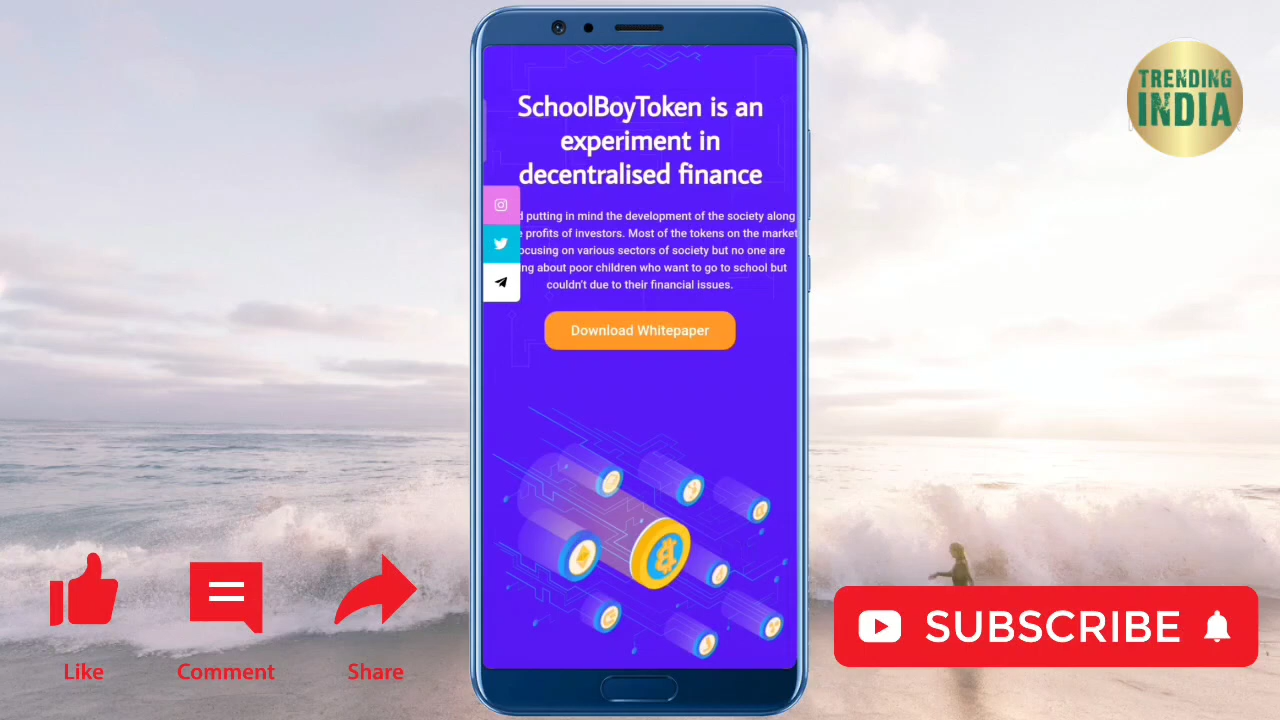 TRENDING
INDIA
SchoolBoyToken is an
experiment in
decentralised finance
putting in mind the development of the society along
profits of investors. Most of the tokens on the market
on various sectors of society but no one are
about poor children who want to go to school but
couldn't due to their financial issues.
Download Whitepaper
Like
Comment
Share
SUBSCRIBE